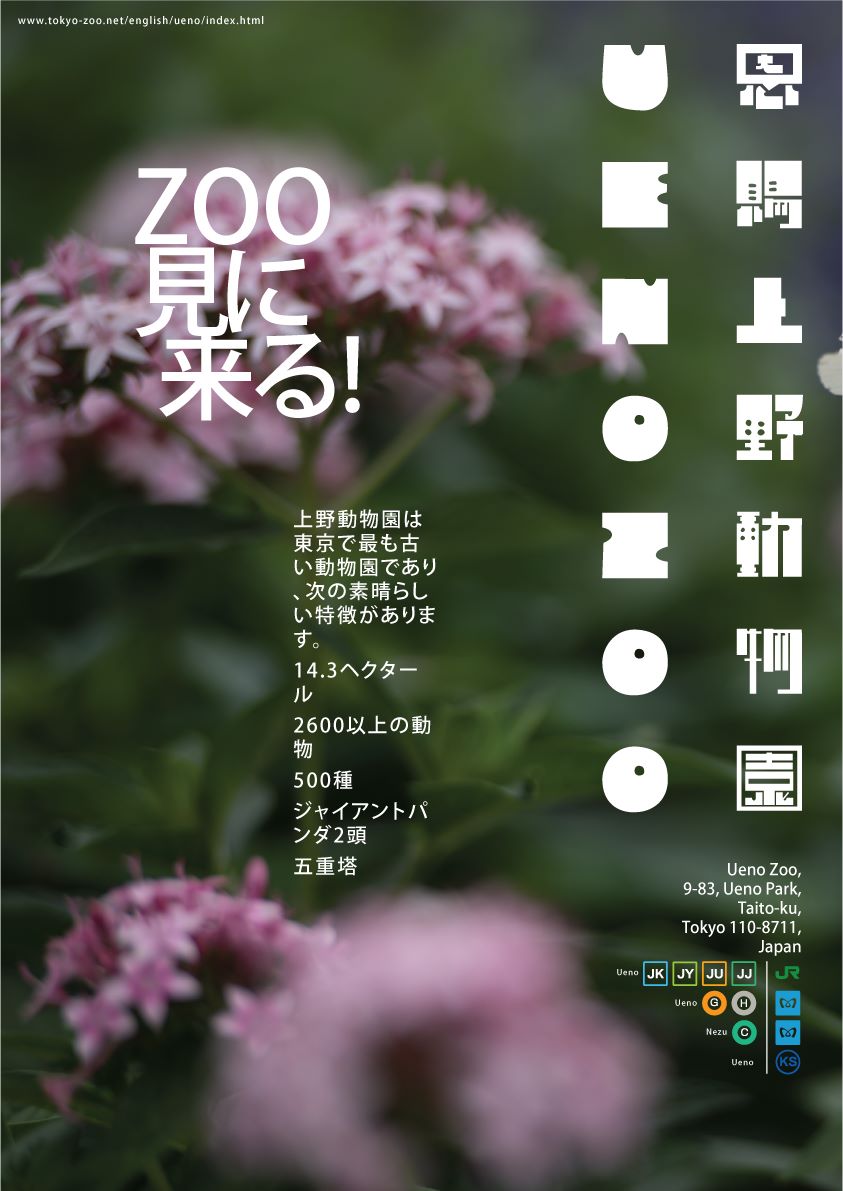 www.tokyo-zoo.net/english/ueno/index.html
ZOO
見に
来る!
UENO ZOO
恩賜上野動物園
上野動物園は
東京で最も古
い動物園であり
、次の素晴らし
い特徴がありま
す。
14.3ヘクター
ル
2600以上の動
物
500種
ジャイアントパ
ンダ2頭
五重塔
Ueno Zoo,
9-83, Ueno Park,
Taito-ku,
Tokyo 110-8711,
Japan
Ueno JK JY JU JJ JR
Ueno G H
Nezu C
Ueno KS